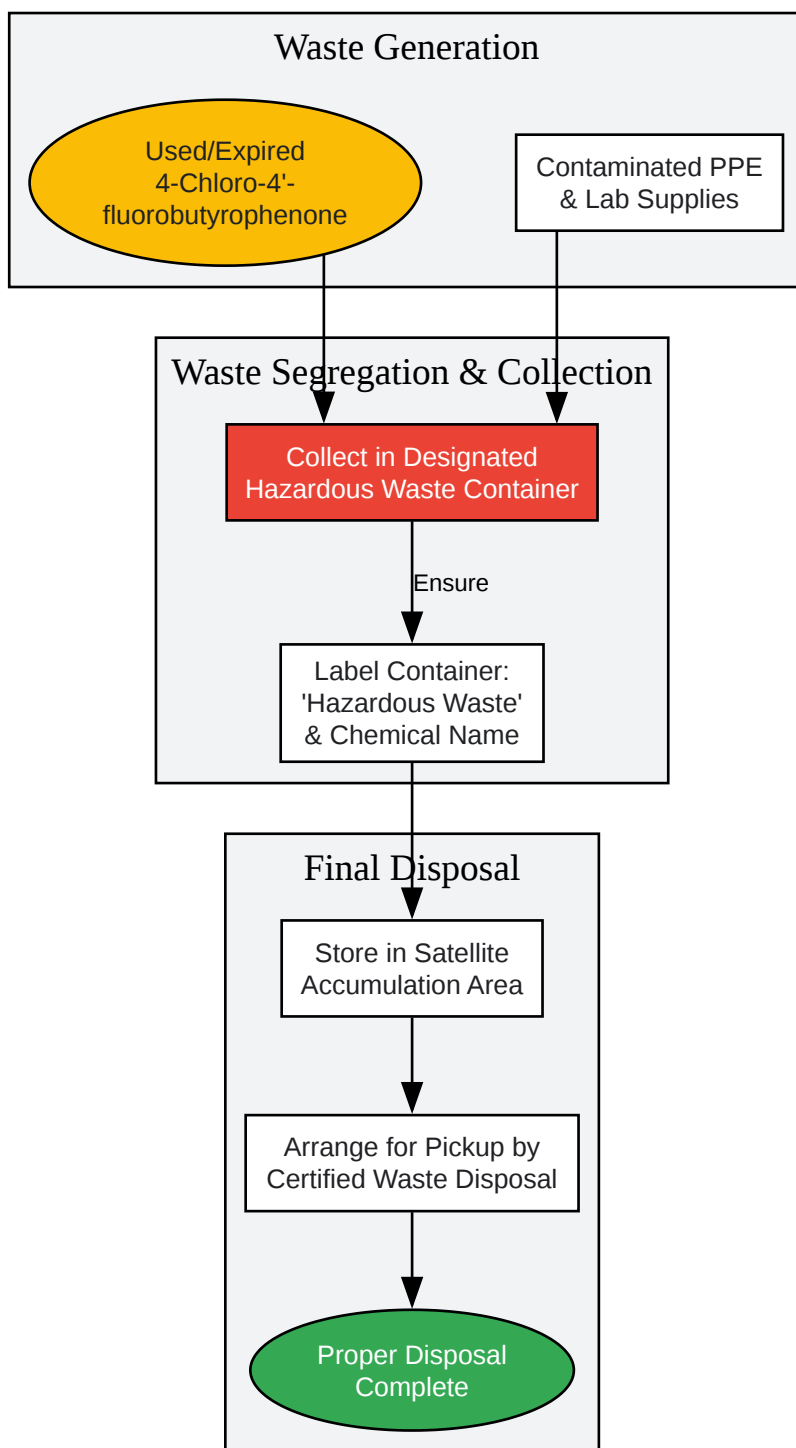 Waste Generation
Used/Expired
4-Chloro-4'-
fluorobutyrophenone
Contaminated PPE
& Lab Supplies
Waste Segregation & Collection
Collect in Designated
Hazardous Waste Container
Ensure
Label Container:
'Hazardous Waste'
& Chemical Name
Final Disposal
Store in Satellite
Accumulation Area
Arrange for Pickup by
Certified Waste Disposal
Proper Disposal
Complete